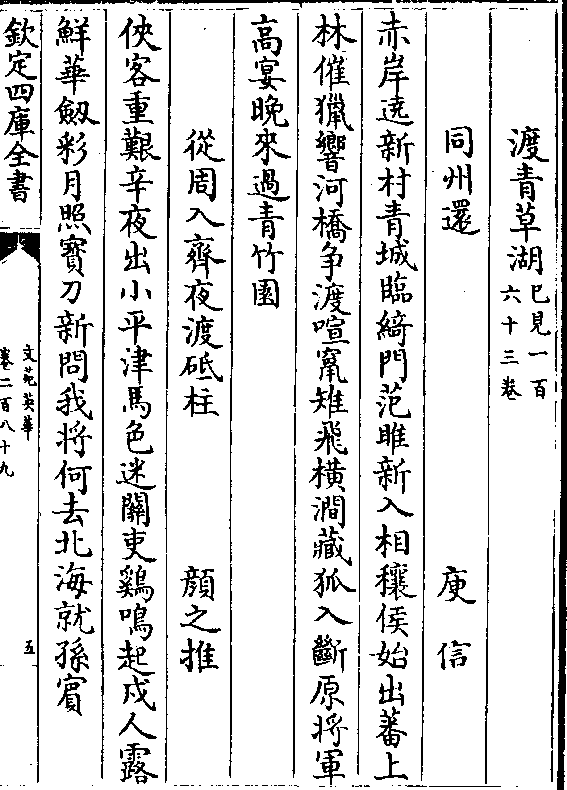 渡青草湖已見一百六十三卷
同州還 庾信
赤岸遶新村青城臨綺門范雎新入相穰侯始出蕃上
林催獵響河橋争渡喧竄雉飛橫澗藏狐入斷原將軍
高宴晚來過青竹園
從周入齊夜渡砥柱 顔之推
俠客重艱辛夜出小平津馬色迷關吏鷄鳴起戍人露
鮮華劔彩月照寳刀新問我將何去北海就孫賔
欽定四庫全書
文苑英華
卷二百八十九
五